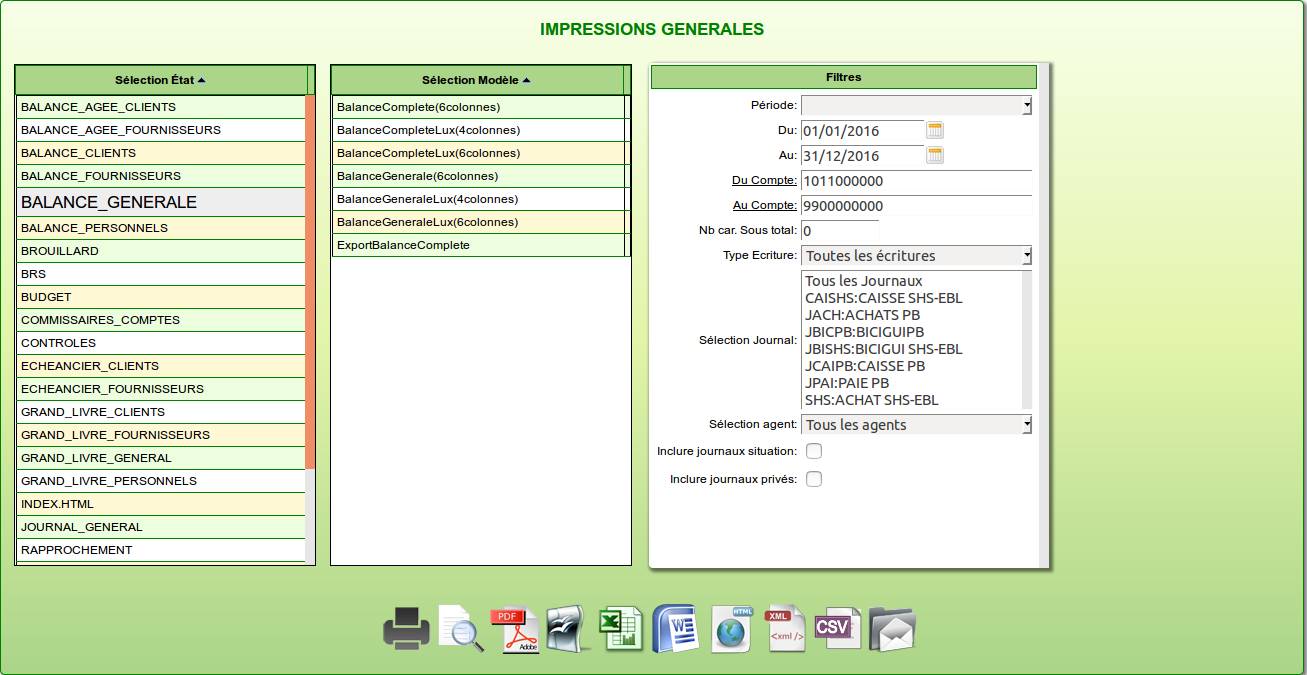 IMPRESSIONS GENERALES
Sélection État
BALANCE_AGEE_CLIENTS
BALANCE_AGEE_FOURNISSEURS
BALANCE_CLIENTS
BALANCE_FOURNISSEURS
BALANCE_GENERALE
BALANCE_PERSONNELS
BROUILLARD
BRS
BUDGET
COMMISSAIRES_COMPTES
CONTROLES
ECHEANCIER_CLIENTS
ECHEANCIER_FOURNISSEURS
GRAND_LIVRE_CLIENTS
GRAND_LIVRE_FOURNISSEURS
GRAND_LIVRE_GENERAL
GRAND_LIVRE_PERSONNELS
INDEX.HTML
JOURNAL_GENERAL
RAPPROCHEMENT
Sélection Modèle
BalanceComplete(6colonnes)
BalanceCompleteLux(4colonnes)
BalanceCompleteLux(6colonnes)
BalanceGenerale(6colonnes)
BalanceGeneraleLux(4colonnes)
BalanceGeneraleLux(6colonnes)
ExportBalanceComplete
Filtres
Période:
Du: 01/01/2016
Au: 31/12/2016
Du Compte: 1011000000
Au Compte: 9900000000
Nb car. Sous total: 0
Type Ecriture: Toutes les écritures
Sélection Journal:
Tous les Journaux
CAISHS:CAISSE SHS-EBL
JACH:ACHATS PB
JBICPB:BICIGUIPB
JBISHS:BICIGUI SHS-EBL
JCAIPB:CAISSE PB
JPAI:PAIE PB
SHS:ACHAT SHS-EBL
Sélection agent: Tous les agents
Inclure journaux situation:
Inclure journaux privés:
PDF
Adobe
X
W
HTML
XML
<xml />
CSV